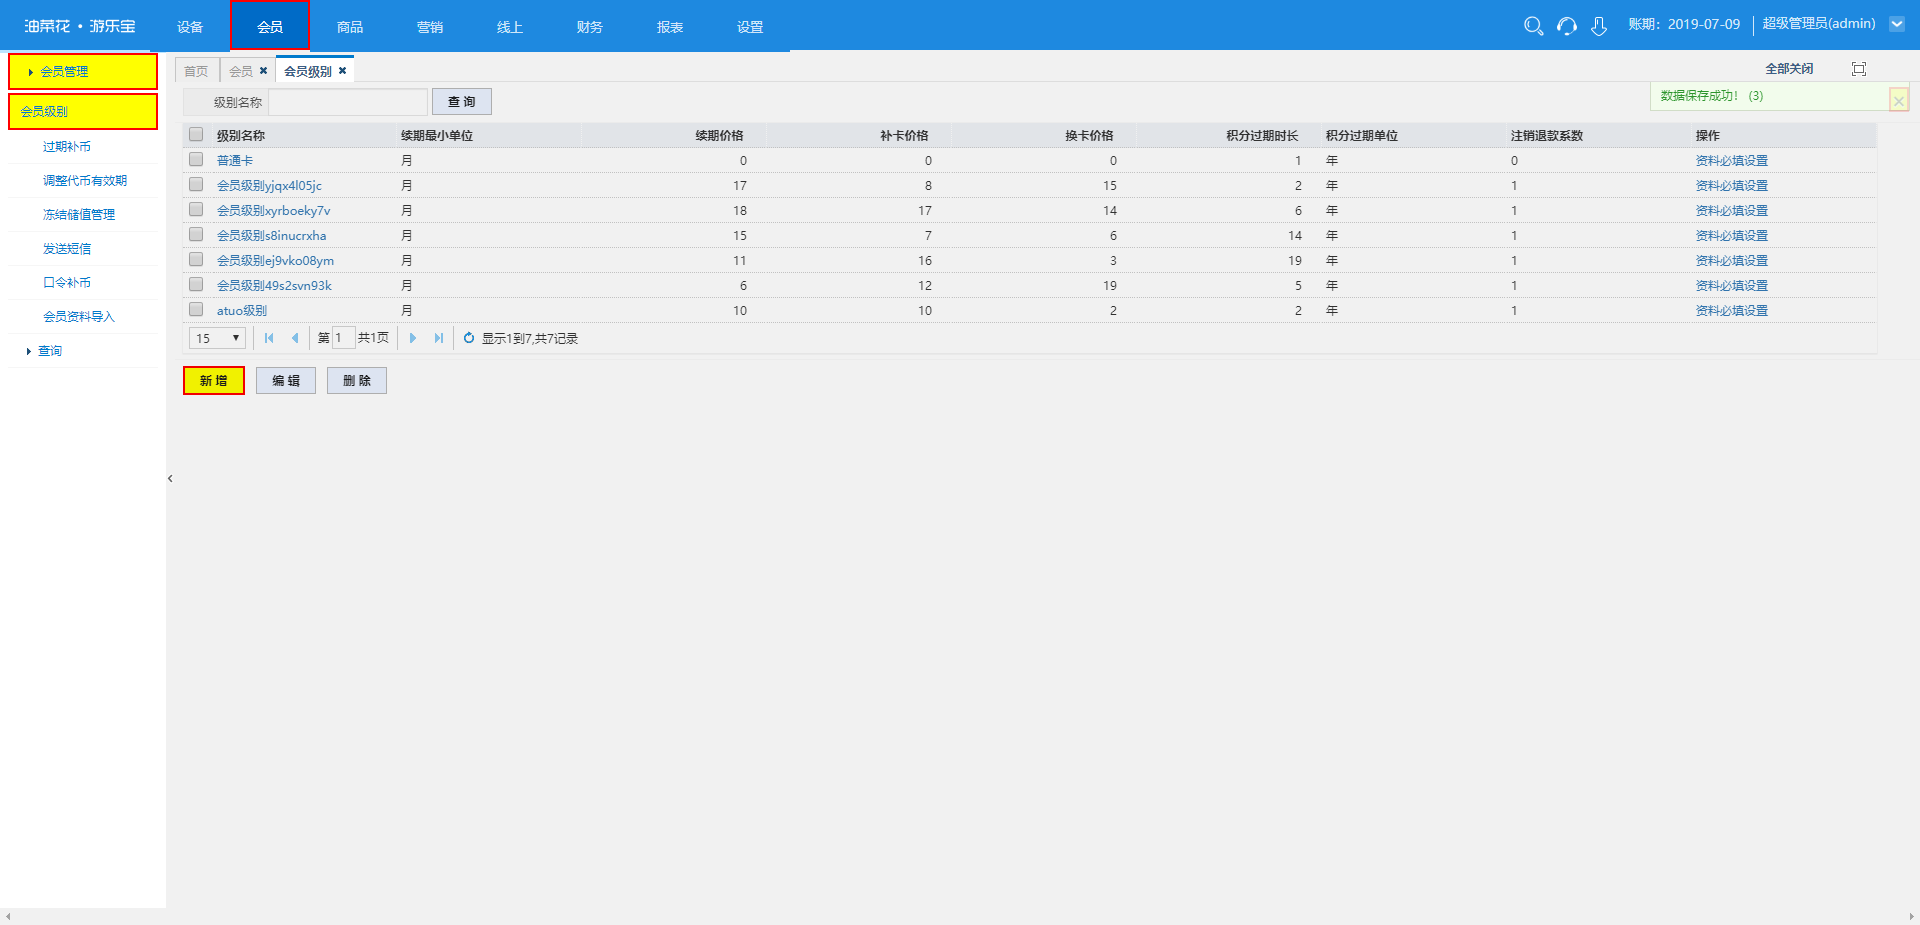 油菜花·游乐宝 设备 会员 商品 营销 线上 财务 报表 设置 账期：2019-07-09 超级管理员(admin)
会员管理
会员级别
过期补币
调整代币有效期
冻结储值管理
发送短信
口令补币
会员资料导入
查询
首页 会员 会员级别 全部关闭
数据保存成功！ (3)
级别名称 查 询
级别名称 续期最小单位 续期价格 补卡价格 换卡价格 积分过期时长 积分过期单位 注销退款系数 操作
普通卡 月 0 0 0 1 年 0 资料必填设置
会员级别yjqx4l05jc 月 17 8 15 2 年 1 资料必填设置
会员级别xyrboeky7v 月 18 17 14 6 年 1 资料必填设置
会员级别s8inucrxha 月 15 7 6 14 年 1 资料必填设置
会员级别ej9vko08ym 月 11 16 3 19 年 1 资料必填设置
会员级别49s2svn93k 月 6 12 19 5 年 1 资料必填设置
atuo级别 月 10 10 2 2 年 1 资料必填设置
15 第 1 共1页 显示1到7,共7记录
新 增 编 辑 删 除